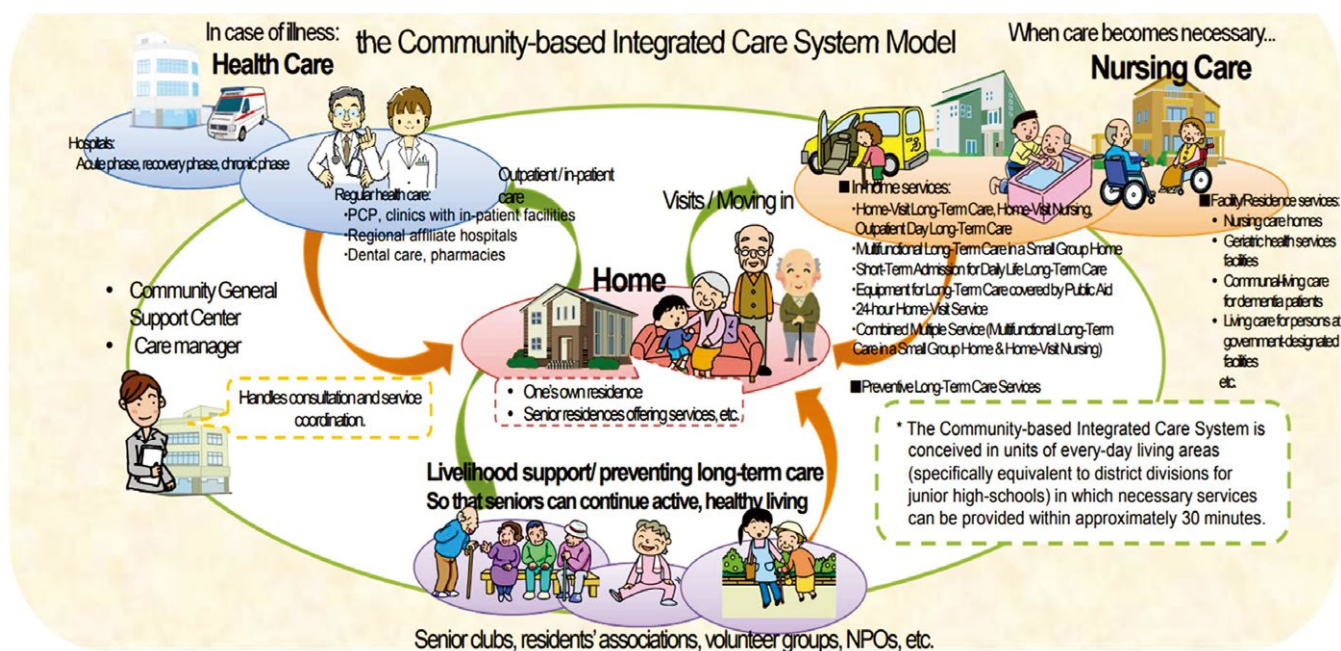 the Community-based Integrated Care System Model
In case of illness:
Health Care
Hospitals:
Acute phase, recovery phase, chronic phase
Regular health care:
•PCP, clinics with in-patient facilities
•Regional affiliate hospitals
•Dental care, pharmacies
Outpatient / in-patient
care
Visits / Moving in
When care becomes necessary...
Nursing Care
■In-home services:
•Home-Visit Long-Term Care, Home-Visit Nursing,
Outpatient Day Long-Term Care
•Multifunctional Long-Term Care in a Small Group Home
•Short-Term Admission for Daily Life Long-Term Care
•Equipment for Long-Term Care covered by Public Aid
•24-hour Home-Visit Service
•Combined Multiple Service (Multifunctional Long-Term
Care in a Small Group Home & Home-Visit Nursing)
■Preventive Long-Term Care Services
■Facility/Residence services:
• Nursing care homes
• Geriatric health services
facilities
• Communal-living care
for dementia patients
• Living care for persons at
government-designated
facilities
etc.
• Community General
Support Center
• Care manager
Handles consultation and service
coordination.
Home
• One's own residence
• Senior residences offering services, etc.
Livelihood support/ preventing long-term care
So that seniors can continue active, healthy living
Senior clubs, residents' associations, volunteer groups, NPOs, etc.
* The Community-based Integrated Care System is
conceived in units of every-day living areas
(specifically equivalent to district divisions for
junior high-schools) in which necessary services
can be provided within approximately 30 minutes.